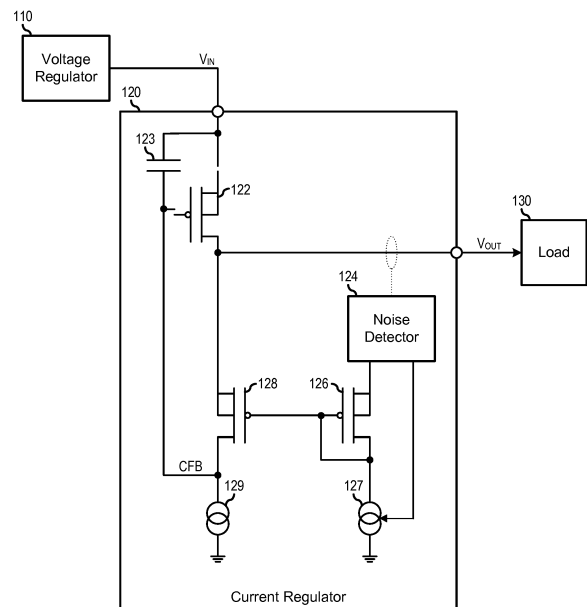 110
Voltage
Regulator
VIN
120
123
122
130
Load
VOUT
124
Noise
Detector
128
126
CFB
129
127
Current Regulator